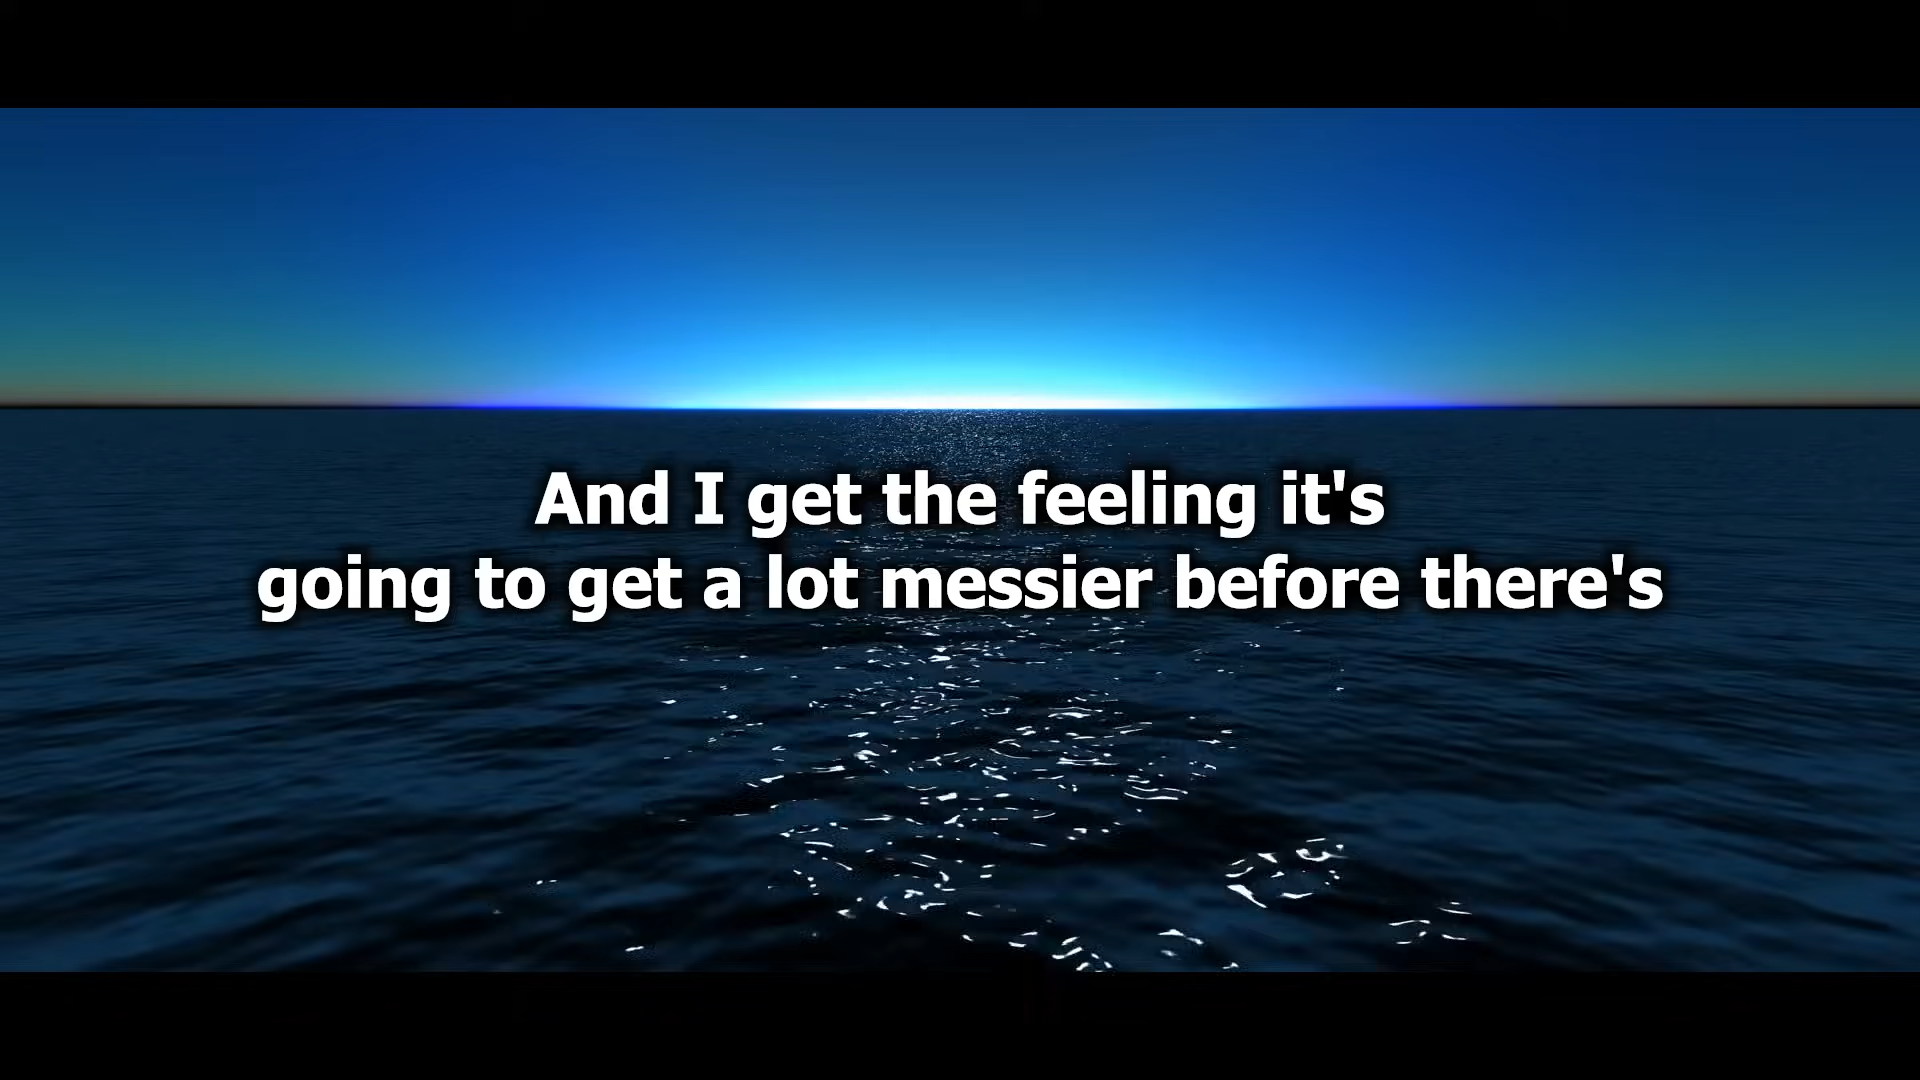 And I get the feeling it's
going to get a lot messier before there's